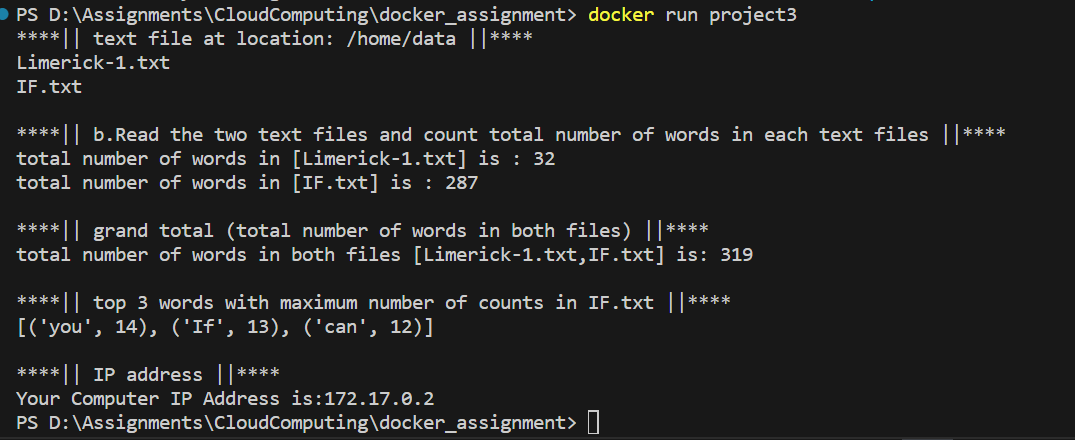 PS D:\Assignments\CloudComputing\docker_assignment> docker run project3
****|| text file at location: /home/data ||****
Limerick-1.txt
IF.txt
****|| b.Read the two text files and count total number of words in each text files ||****
total number of words in [Limerick-1.txt] is : 32
total number of words in [IF.txt] is : 287
****|| grand total (total number of words in both files) ||****
total number of words in both files [Limerick-1.txt,IF.txt] is: 319
****|| top 3 words with maximum number of counts in IF.txt ||****
[('you', 14), ('If', 13), ('can', 12)]
****|| IP address ||****
Your Computer IP Address is:172.17.0.2
PS D:\Assignments\CloudComputing\docker_assignment>